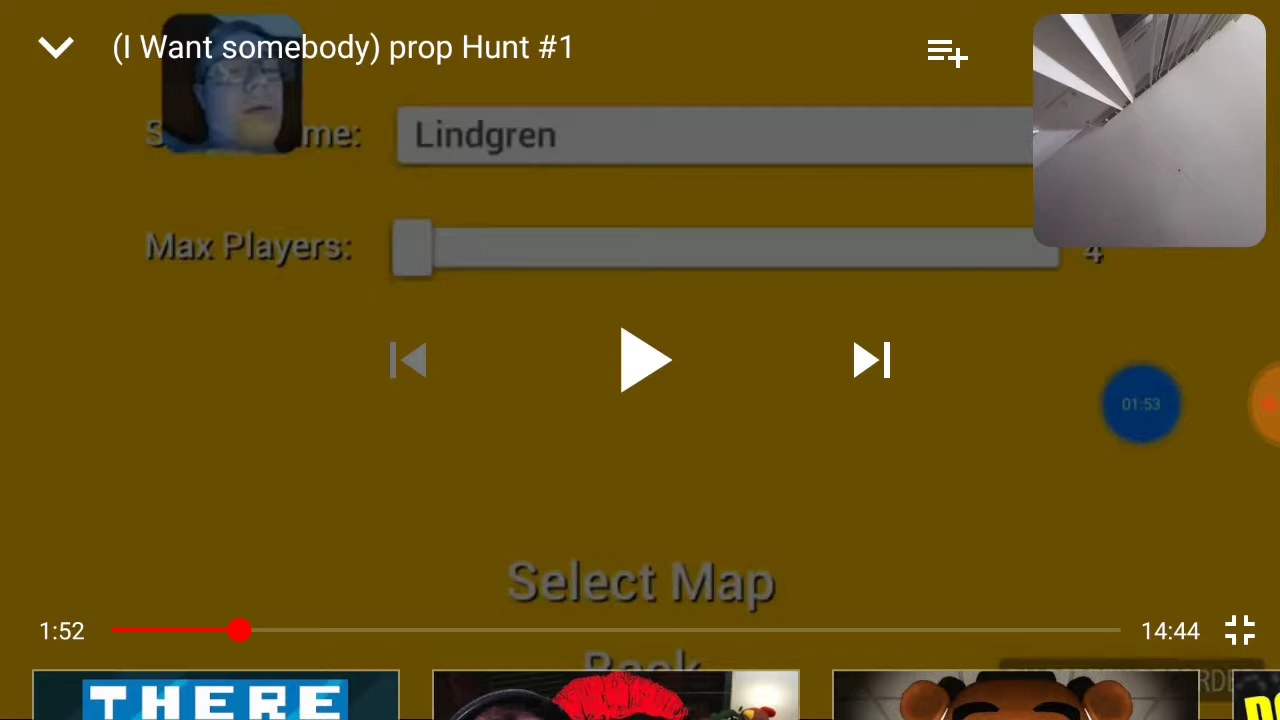 (I Want somebody) prop Hunt #1
me: Lindgren
Max Players: 4
01:53
Select Map
1:52 14:44
Back
THERE